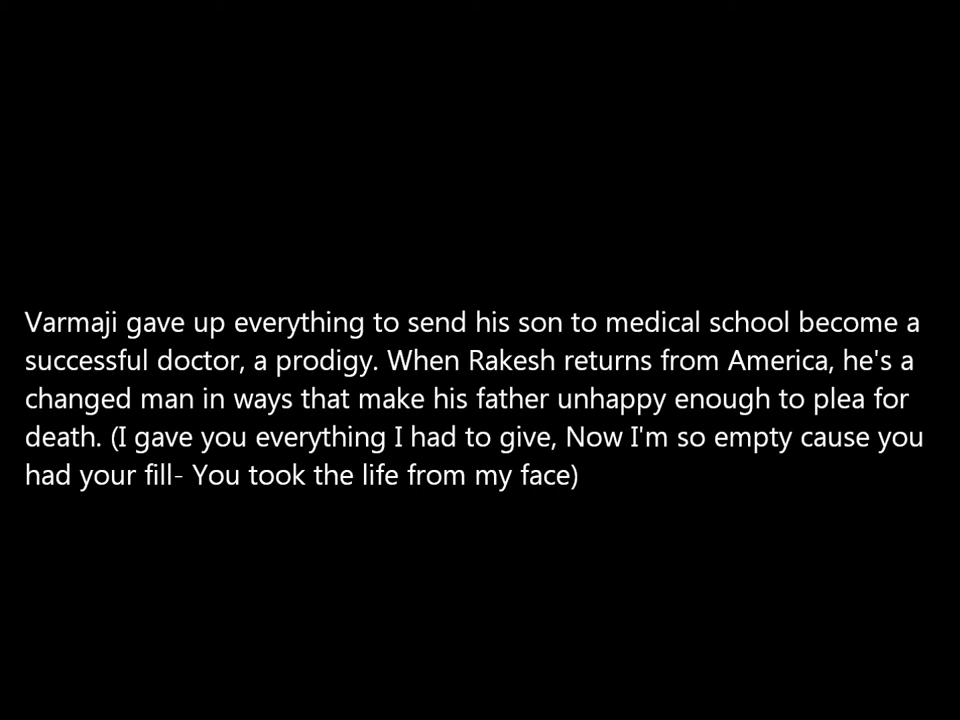 Varmaji gave up everything to send his son to medical school become a
successful doctor, a prodigy. When Rakesh returns from America, he's a
changed man in ways that make his father unhappy enough to plea for
death. (I gave you everything I had to give, Now I'm so empty cause you
had your fill- You took the life from my face)